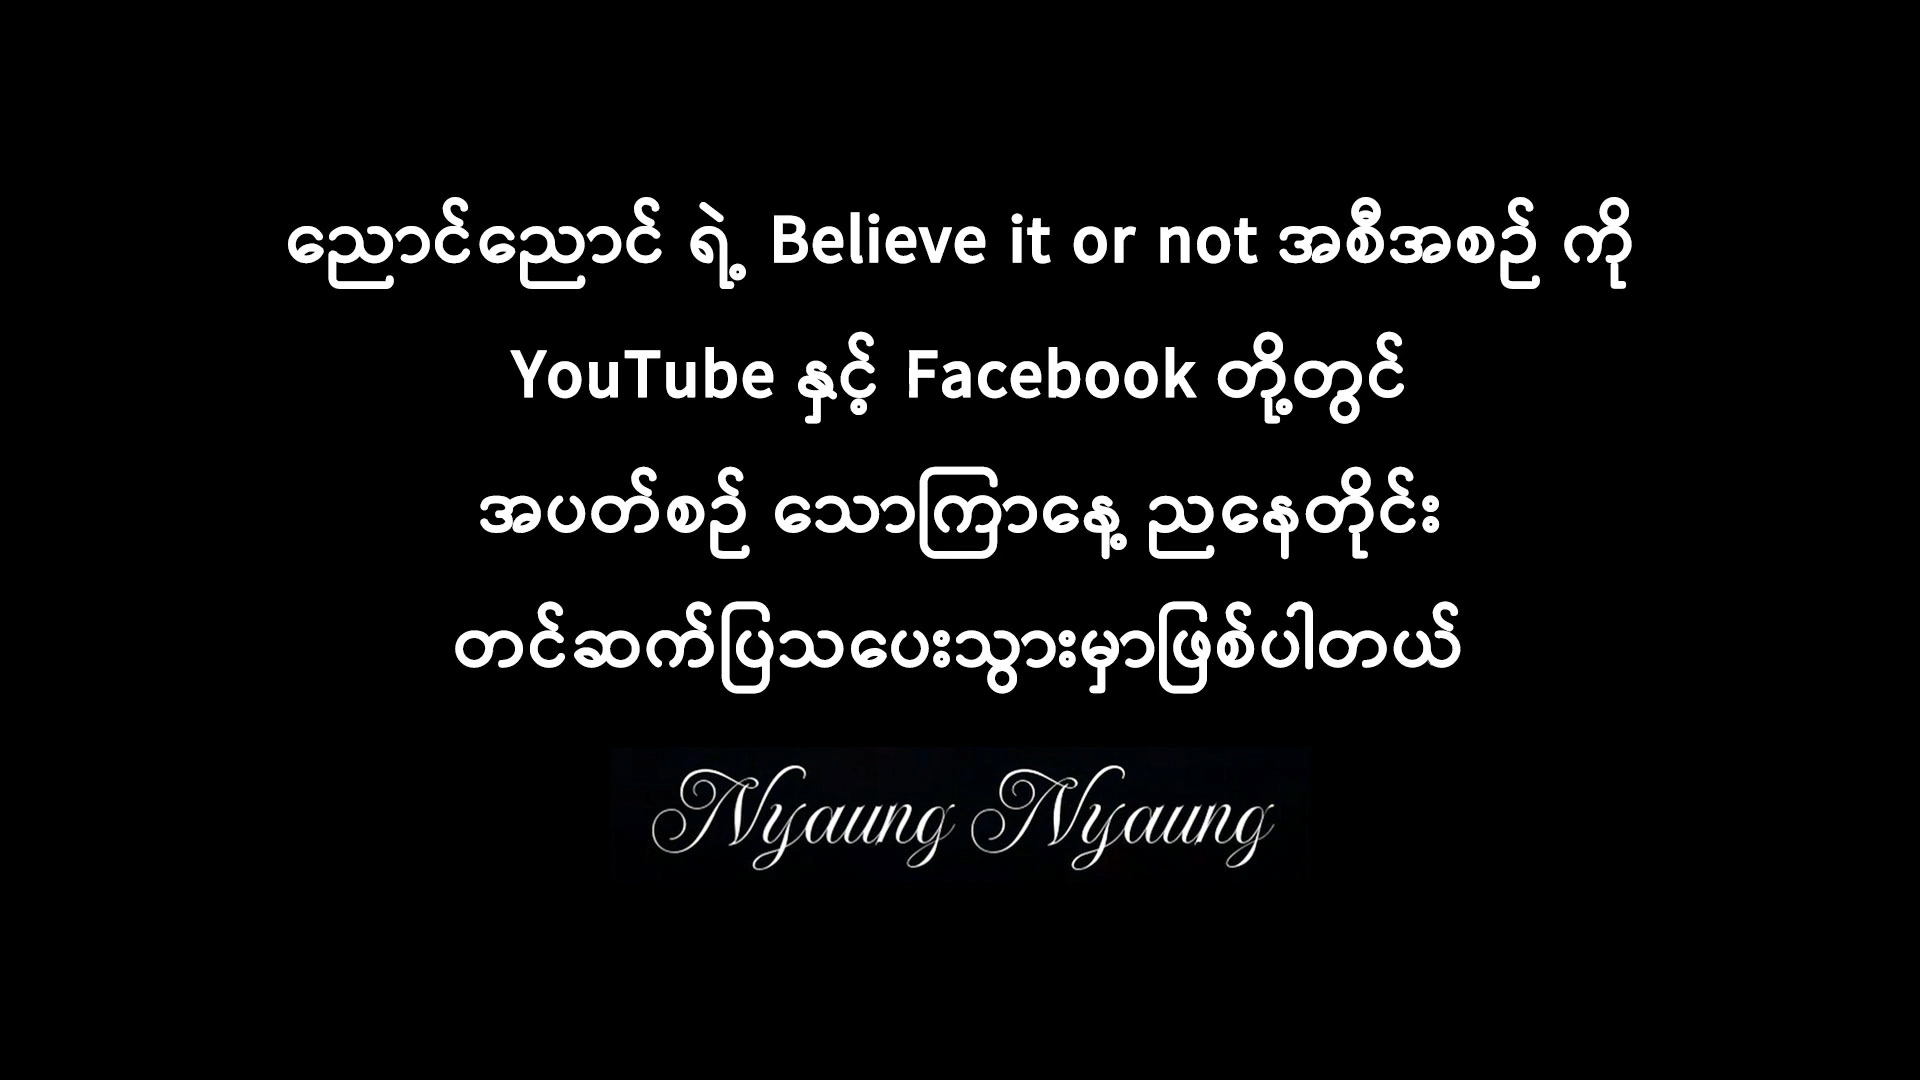 ညောင်ညောင် ရဲ့ Believe it or not အစီအစဉ် ကို
YouTube နှင့် Facebook တို့တွင်
အပတ်စဉ် သောကြာနေ့ ညနေတိုင်း
တင်ဆက်ပြသပေးသွားမှာဖြစ်ပါတယ်
Nyaung Nyaung